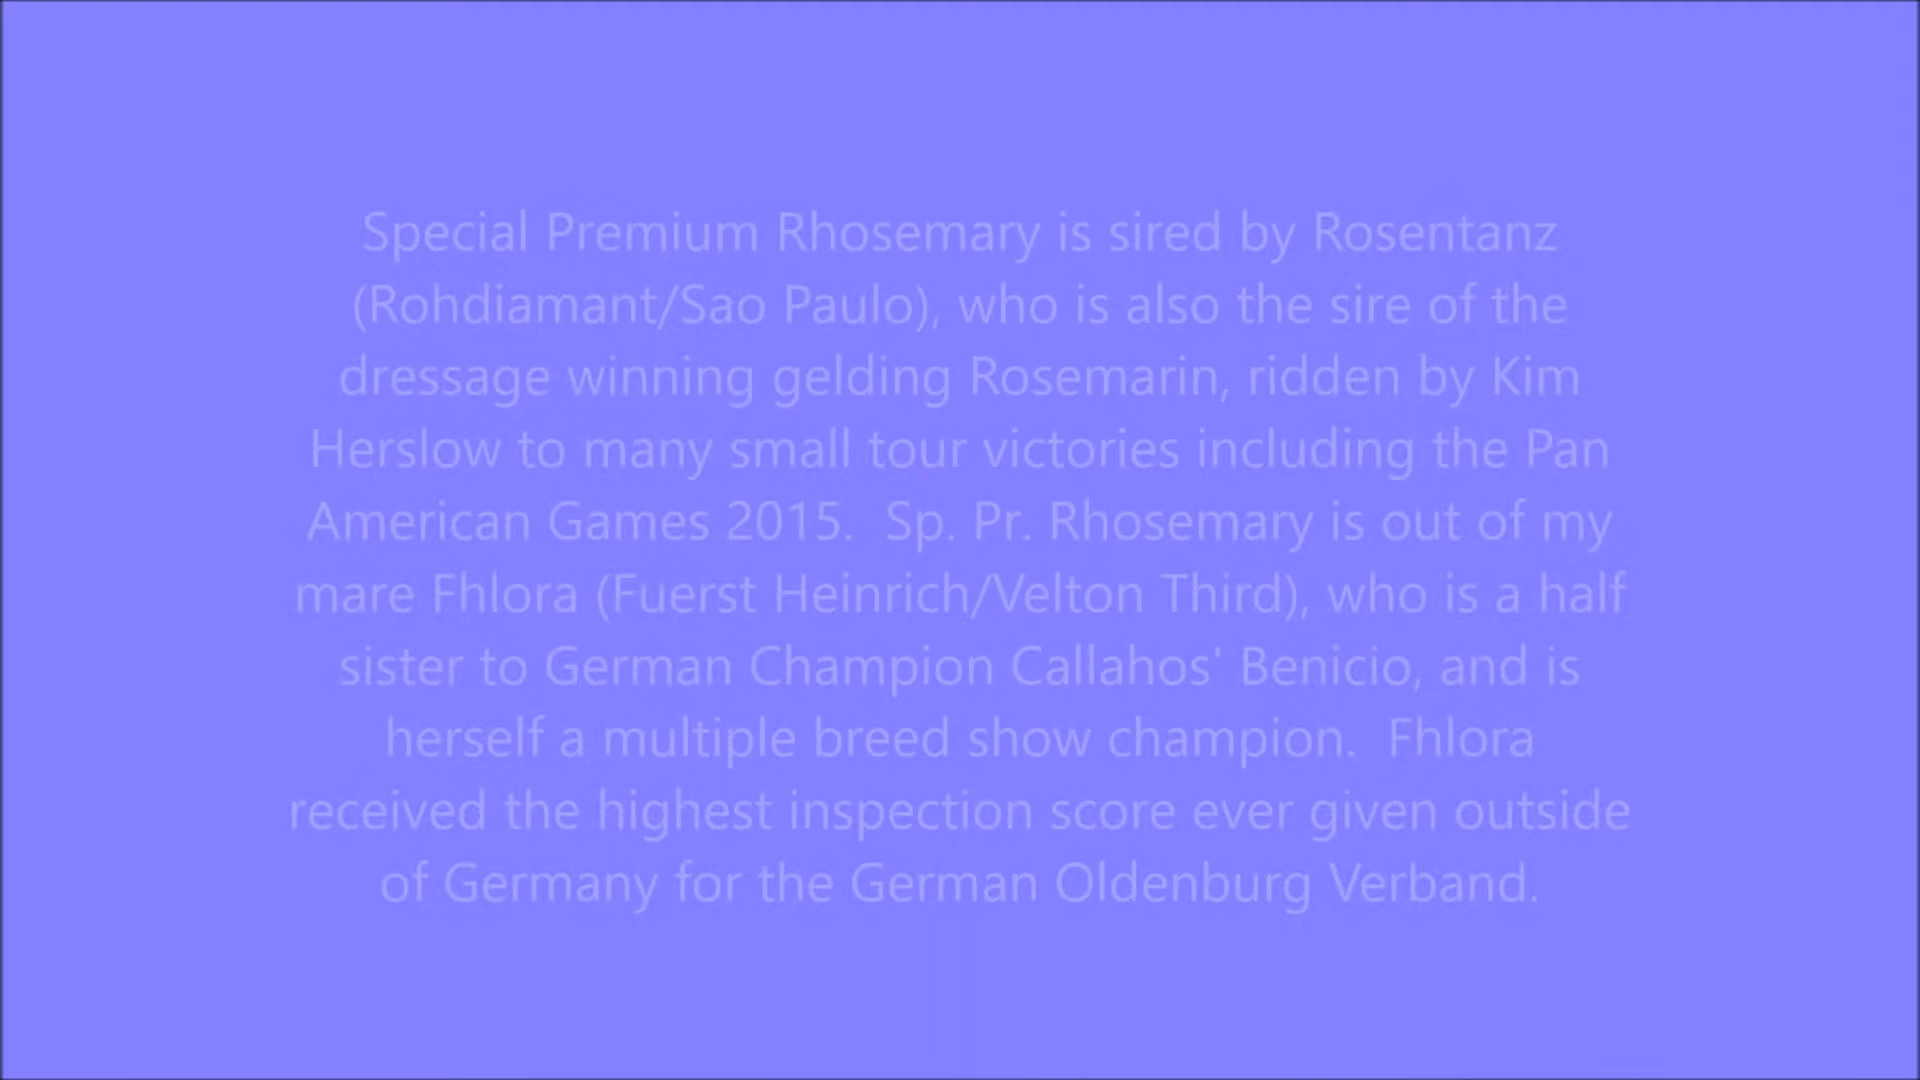 Special Premium Rhosemary is sired by Rosentanz
(Rohdiamant/Sao Paulo), who is also the sire of the
dressage winning gelding Rosemarin, ridden by Kim
Herslow to many small tour victories including the Pan
American Games 2015.  Sp. Pr. Rhosemary is out of my
mare Fhlora (Fuerst Heinrich/Velton Third), who is a half
sister to German Champion Callahos' Benicio, and is
herself a multiple breed show champion.  Fhlora
received the highest inspection score ever given outside
of Germany for the German Oldenburg Verband.